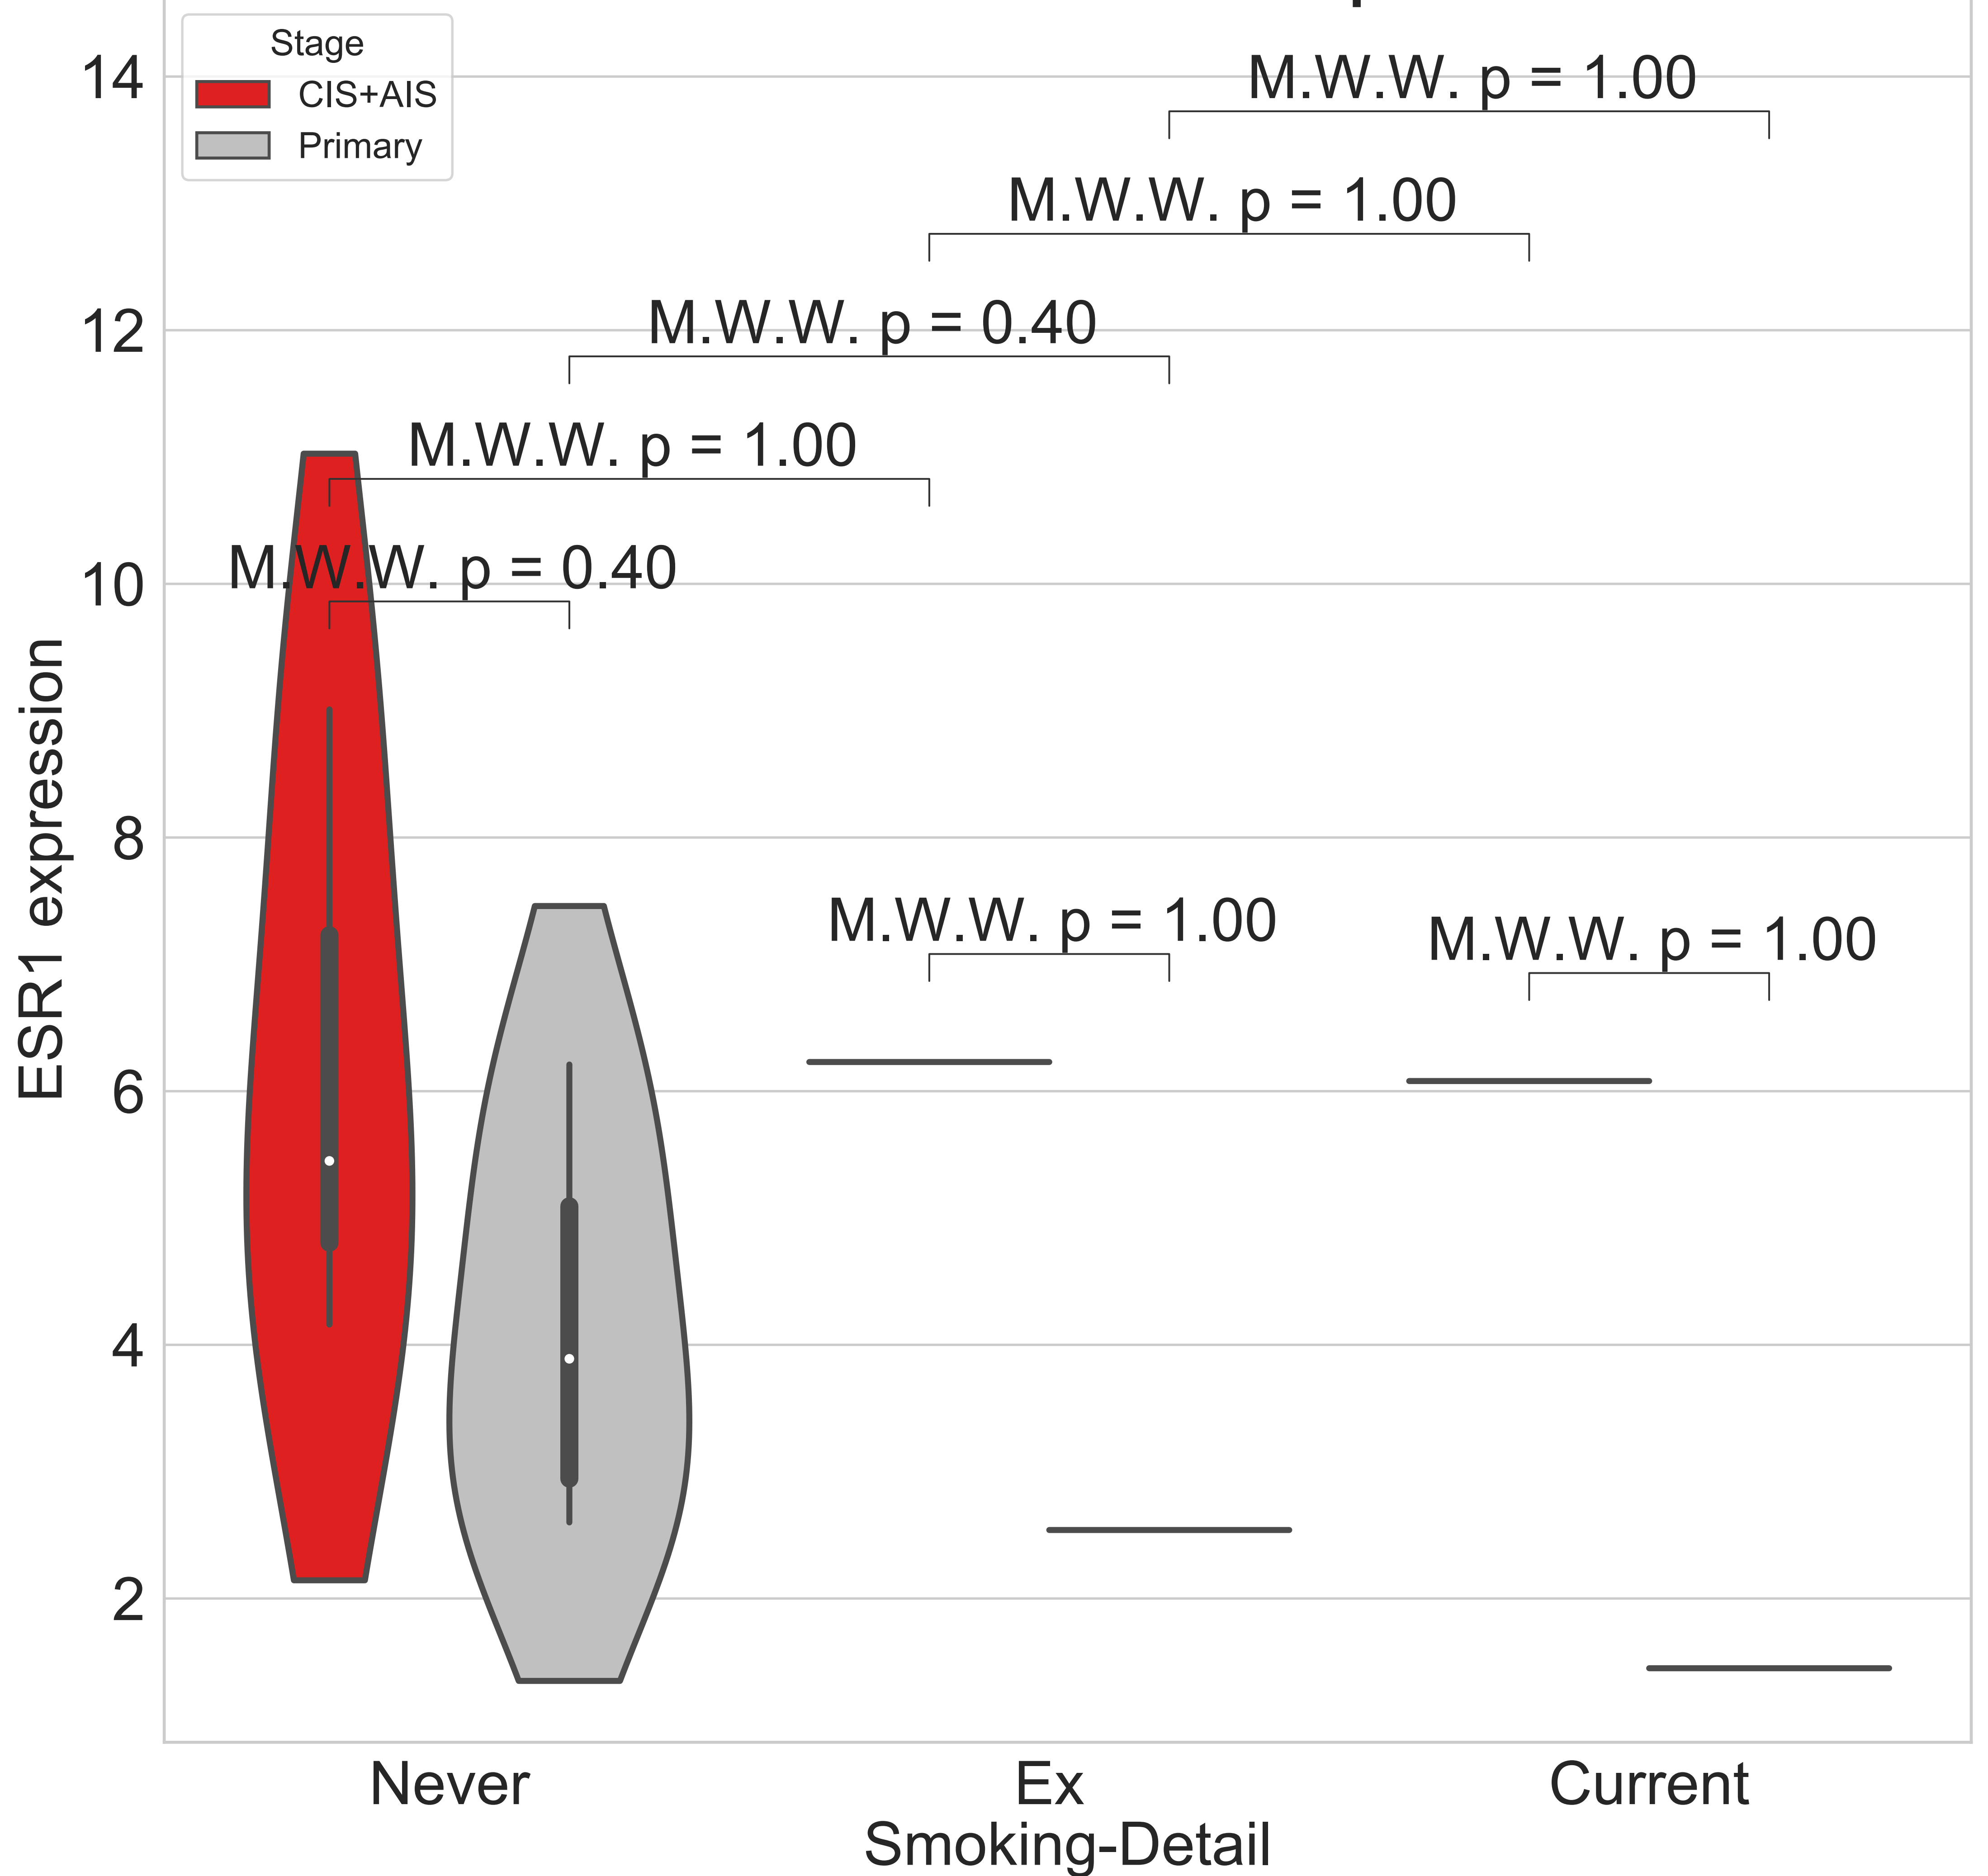 Stage
CIS+AIS
Primary
14
12
10
8
6
4
2
ESR1 expression
M.W.W. p = 1.00
M.W.W. p = 1.00
M.W.W. p = 0.40
M.W.W. p = 1.00
M.W.W. p = 0.40
M.W.W. p = 1.00
M.W.W. p = 1.00
Never
Ex
Current
Smoking-Detail